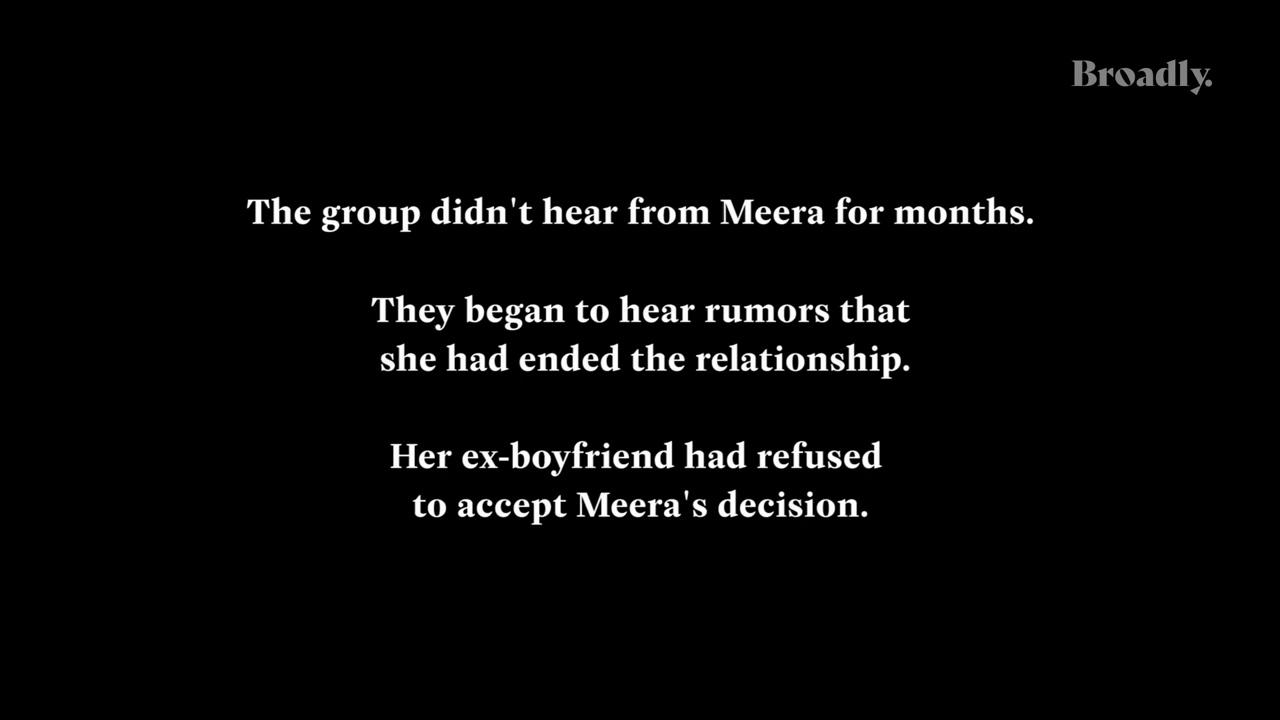 Broadly.
The group didn't hear from Meera for months.
They began to hear rumors that
she had ended the relationship.
Her ex-boyfriend had refused
to accept Meera's decision.